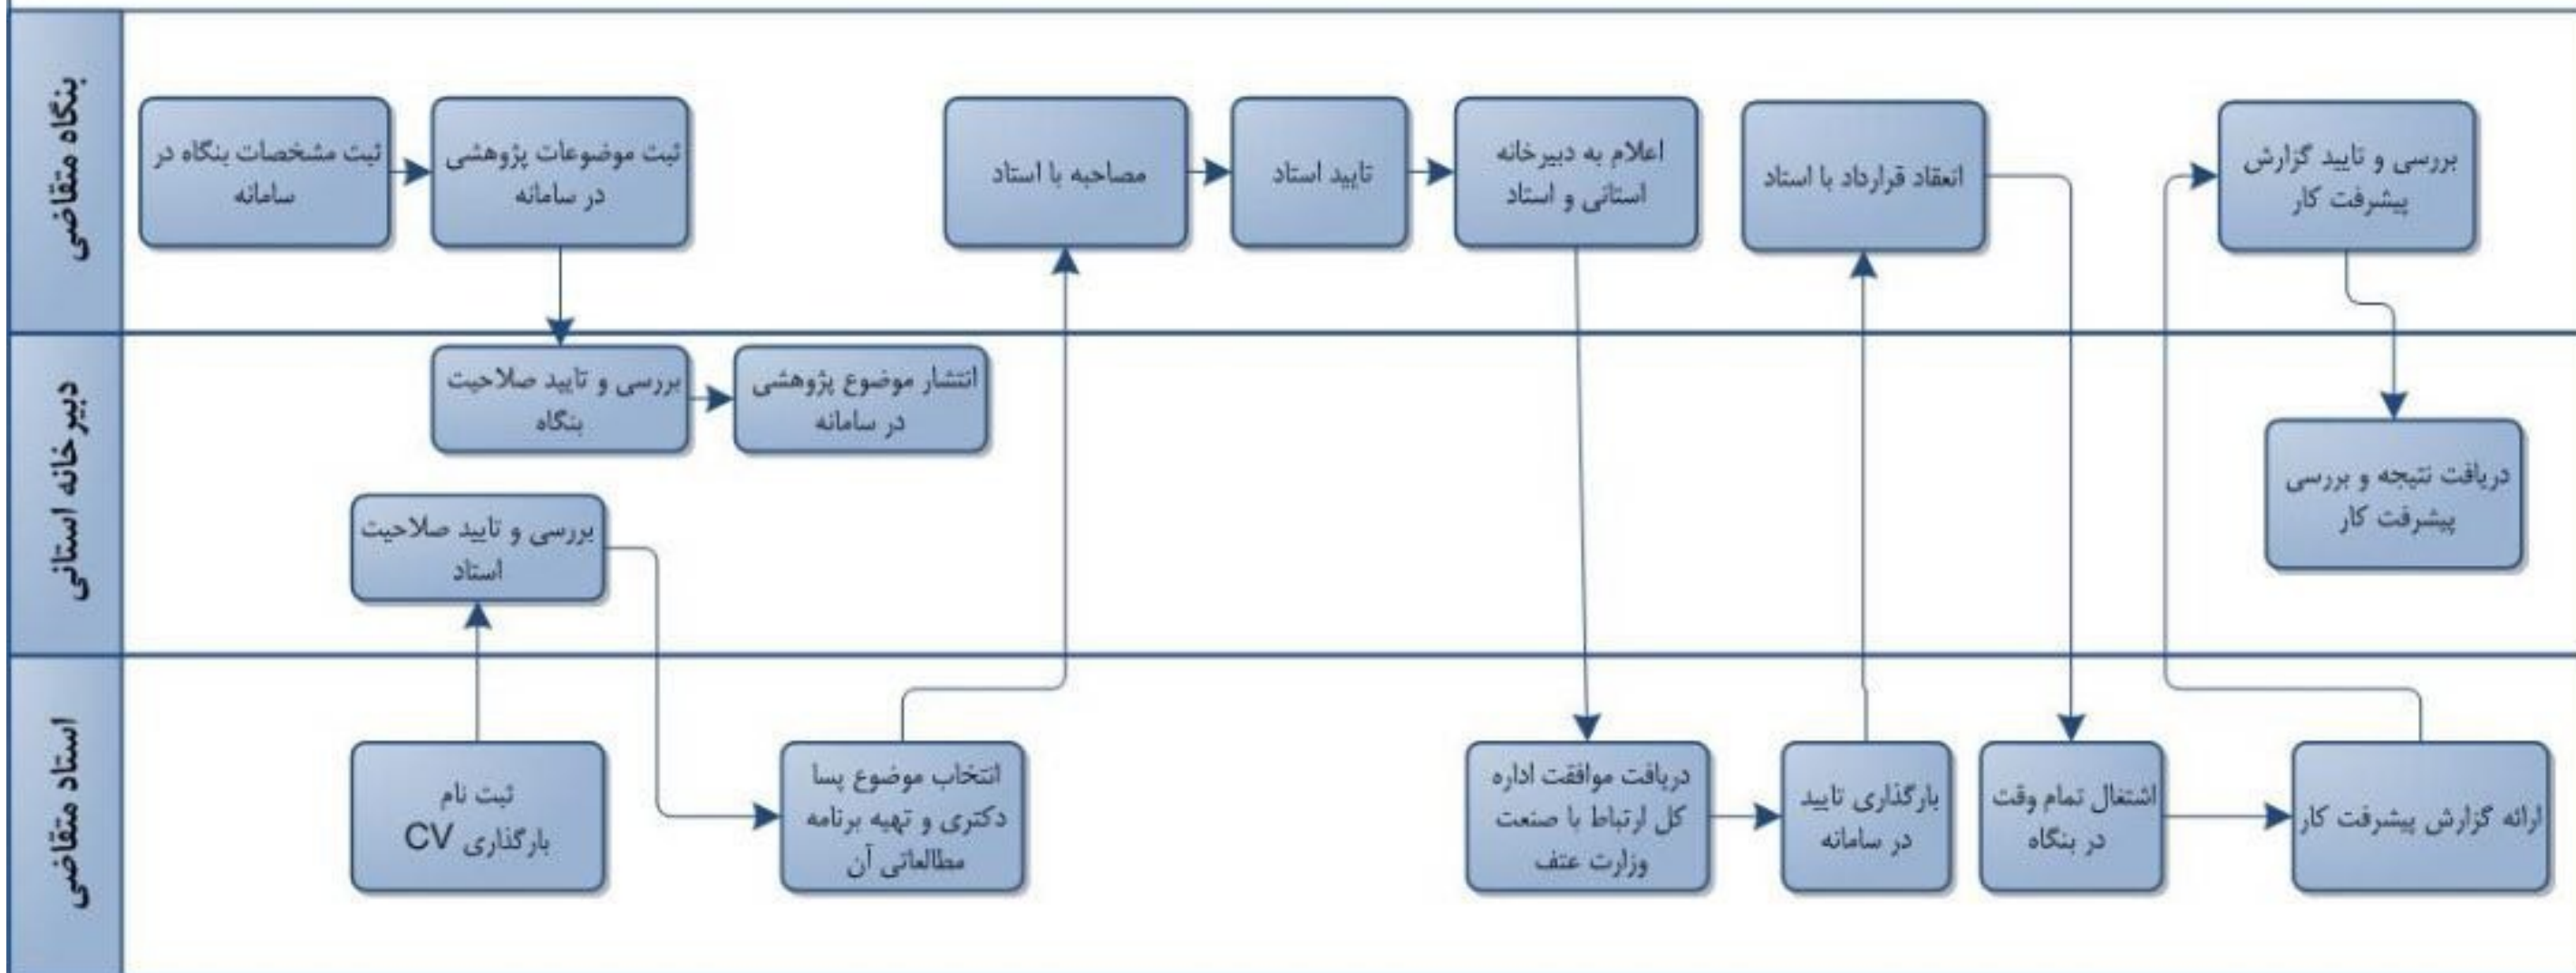 بنگاه متقاضی
ثبت مشخصات بنگاه در
سامانه
ثبت موضوعات پژوهشی
در سامانه
مصاحبه با استاد
تایید استاد
اعلام به دبیرخانه
استانی و استاد
انعقاد قرارداد با استاد
بررسی و تایید گزارش
پیشرفت کار
دبیرخانه استانی
بررسی و تایید صلاحیت
بنگاه
انتشار موضوع پژوهشی
در سامانه
بررسی و تایید صلاحیت
استاد
دریافت نتیجه و بررسی
پیشرفت کار
استاد متقاضی
ثبت نام
بارگذاری CV
انتخاب موضوع پسا
دکتری و تهیه برنامه
مطالعاتی آن
دریافت موافقت اداره
کل ارتباط با صنعت
وزارت عتف
بارگذاری تایید
در سامانه
اشتغال تمام وقت
در بنگاه
ارائه گزارش پیشرفت کار